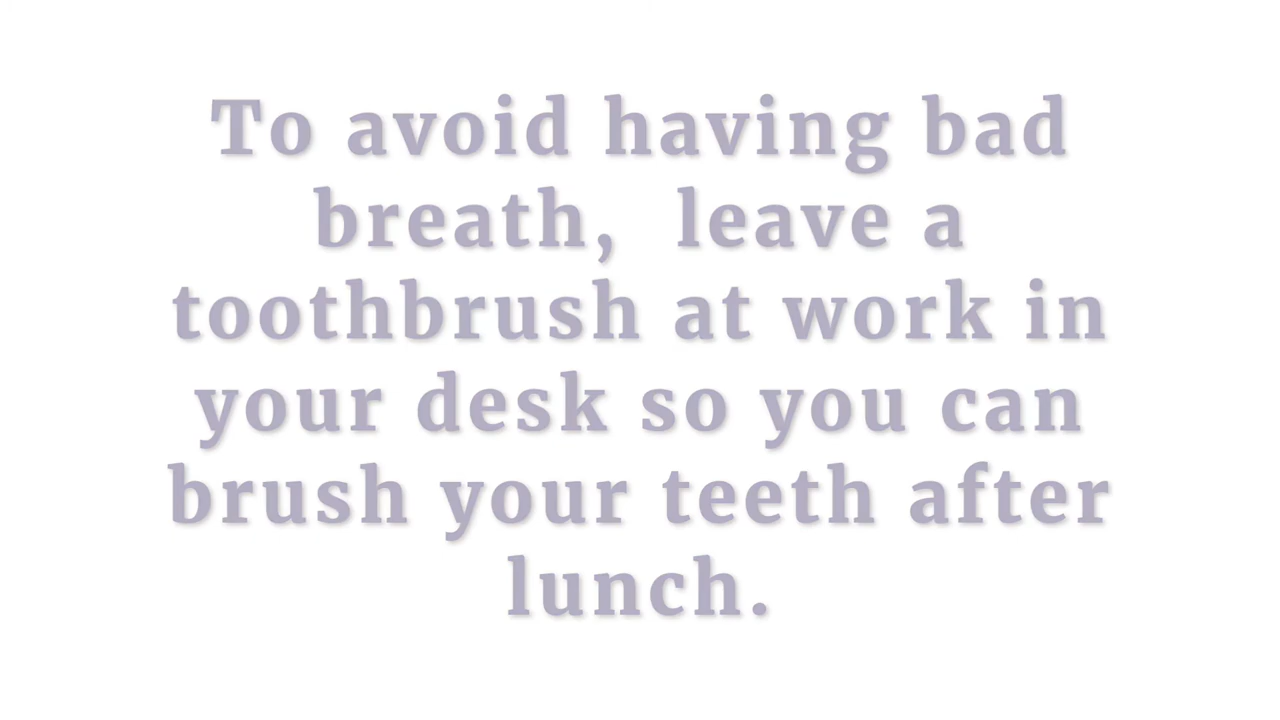 To avoid having bad
breath,  leave a
toothbrush at work in
your desk so you can
brush your teeth after
lunch.